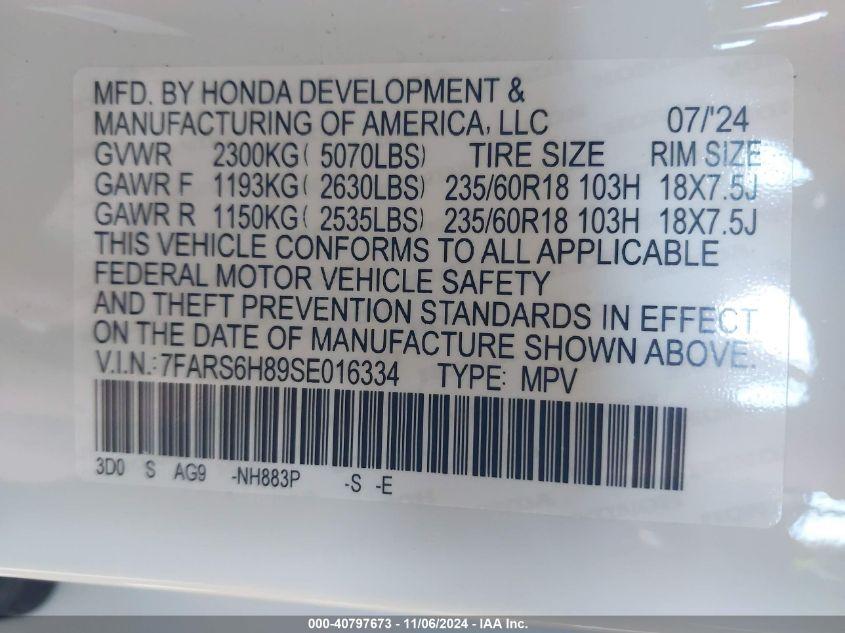 MFD. BY HONDA DEVELOPMENT &
MANUFACTURING OF AMERICA, LLC 07/'24
GVWR 2300KG( 5070LBS) TIRE SIZE RIM SIZE
GAWR F 1193KG( 2630LBS) 235/60R18 103H 18X7.5J
GAWR R 1150KG( 2535LBS) 235/60R18 103H 18X7.5J
THIS VEHICLE CONFORMS TO ALL APPLICABLE
FEDERAL MOTOR VEHICLE SAFETY
AND THEFT PREVENTION STANDARDS IN EFFECT
ON THE DATE OF MANUFACTURE SHOWN ABOVE.
V.I.N.: 7FARS6H89SE016334 TYPE: MPV
3D0 S AG9 -NH883P -S -E
000-40797673 - 11/06/2024 - IAA Inc.